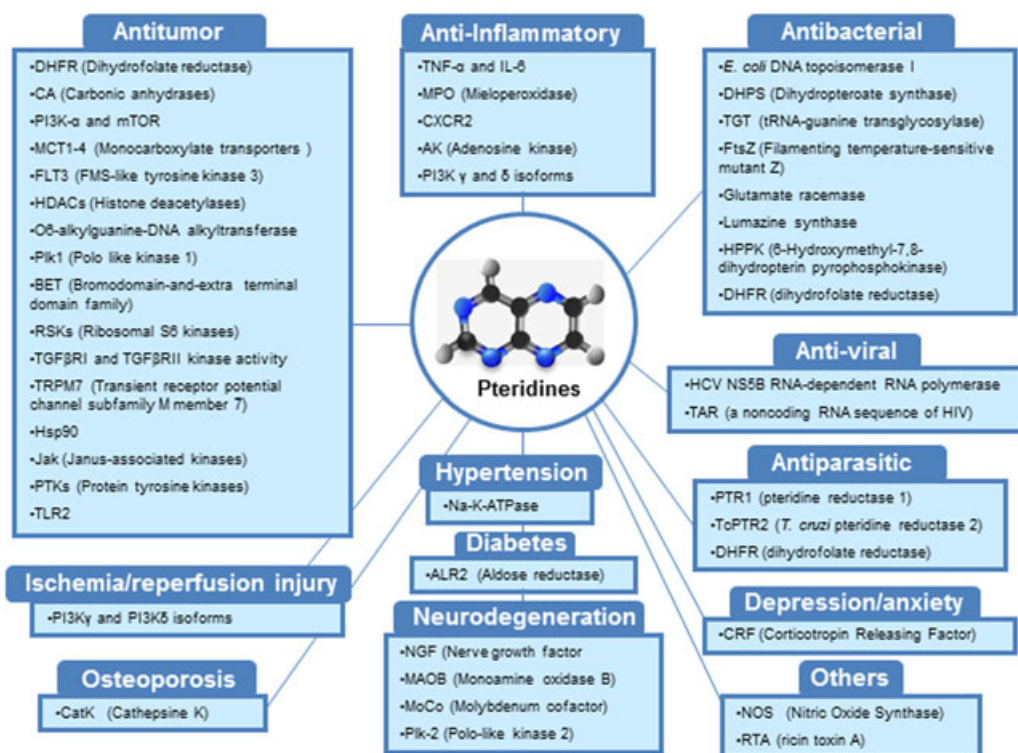 Antitumor
•DHFR (Dihydrofolate reductase)
•CA (Carbonic anhydrases)
•PI3K-α and mTOR
•MCT1-4 (Monocarboxylate transporters )
•FLT3 (FMS-like tyrosine kinase 3)
•HDACs (Histone deacetylases)
•O6-alkylguanine-DNA alkyltransferase
•Plk1 (Polo like kinase 1)
•BET (Bromodomain-and-extra terminal
domain family)
•RSKs (Ribosomal S6 kinases)
•TGFβRI and TGFβRII kinase activity
•TRPM7 (Transient receptor potential
channel subfamily M member 7)
•Hsp90
•Jak (Janus-associated kinases)
•PTKs (Protein tyrosine kinases)
•TLR2
Anti-Inflammatory
•TNF-α and IL-6
•MPO (Mieloperoxidase)
•CXCR2
•AK (Adenosine kinase)
•PI3K γ and δ isoforms
Antibacterial
•E. coli DNA topoisomerase I
•DHPS (Dihydropteroate synthase)
•TGT (tRNA-guanine transglycosylase)
•FtsZ (Filamenting temperature-sensitive
mutant Z)
•Glutamate racemase
•Lumazine synthase
•HPPK (6-Hydroxymethyl-7,8-
dihydropterin pyrophosphokinase)
•DHFR (dihydrofolate reductase)
Pteridines
Anti-viral
•HCV NS5B RNA-dependent RNA polymerase
•TAR (a noncoding RNA sequence of HIV)
Hypertension
•Na-K-ATPase
Antiparasitic
•PTR1 (pteridine reductase 1)
•TcPTR2 (T. cruzi pteridine reductase 2)
•DHFR (dihydrofolate reductase)
Diabetes
•ALR2 (Aldose reductase)
Ischemia/reperfusion injury
•PI3Kγ and PI3Kδ isoforms
Neurodegeneration
•NGF (Nerve growth factor
•MAOB (Monoamine oxidase B)
•MoCo (Molybdenum cofactor)
•Plk-2 (Polo-like kinase 2)
Depression/anxiety
•CRF (Corticotropin Releasing Factor)
Osteoporosis
•CatK (Cathepsine K)
Others
•NOS (Nitric Oxide Synthase)
•RTA (ricin toxin A)